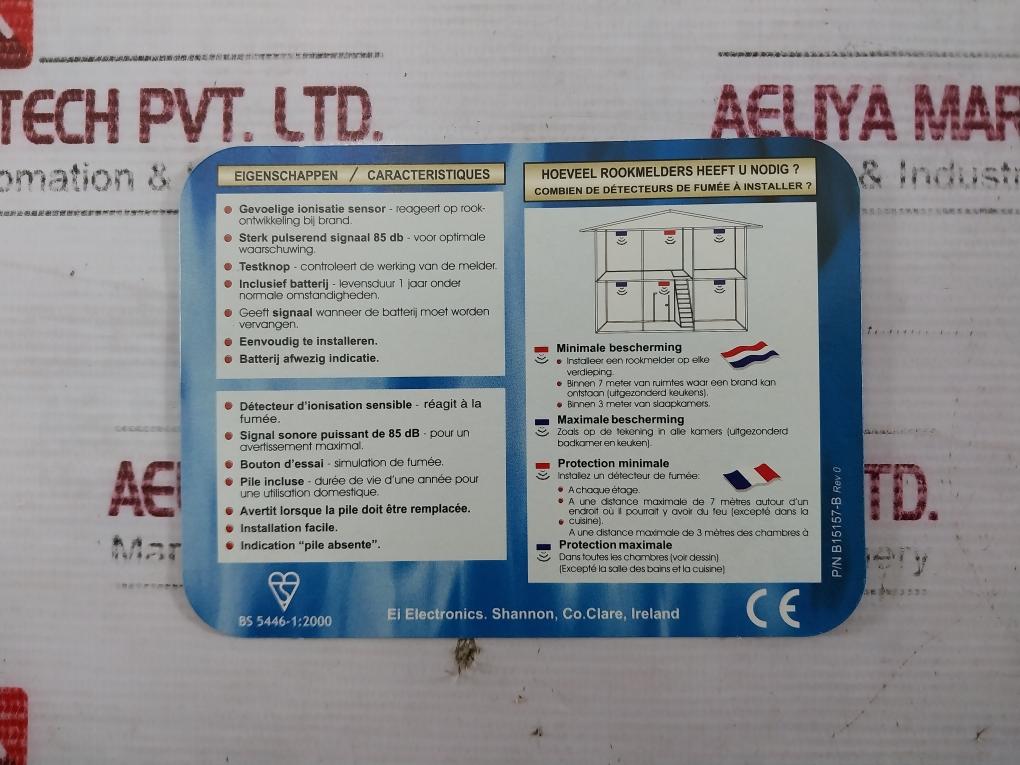 TECH PVT. LTD.
AELIYA MAR
omation &
& Indust
EIGENSCHAPPEN / CARACTERISTIQUES
Gevoelige ionisatie sensor - reageert op rook-
ontwikkeling bij brand.
Sterk pulserend signaal 85 db - voor optimale
waarschuwing.
Testknop - controleert de werking van de melder.
Inclusief batterij - levensduur 1 jaar onder
normale omstandigheden.
Geeft signaal wanneer de batterij moet worden
vervangen.
Eenvoudig te installeren.
Batterij afwezig indicatie.
Détecteur d'ionisation sensible - réagit à la
fumée.
Signal sonore puissant de 85 dB - pour un
avertissement maximal.
Bouton d'essai - simulation de fumée.
Pile incluse - durée de vie d'une année pour
une utilisation domestique.
Avertit lorsque la pile doit être remplacée.
Installation facile.
Indication "pile absente".
HOEVEEL ROOKMELDERS HEEFT U NODIG ?
COMBIEN DE DÉTECTEURS DE FUMÉE À INSTALLER ?
Minimale bescherming
Installeer een rookmelder op elke
verdieping.
Binnen 7 meter van ruimtes waar een brand kan
ontstaan (uitgezonderd keukens).
Binnen 3 meter van slaapkamers.
Maximale bescherming
Zoals op de tekening in alle kamers (uitgezonderd
badkamer en keuken).
Protection minimale
Installez un détecteur de fumée:
A chaque étage.
A une distance maximale de 7 mètres autour d'un
endroit où il pourrait y avoir du feu (excepté dans la
cuisine).
A une distance maximale de 3 mètres des chambres à
Protection maximale
Dans toutes les chambres (voir dessin)
(Excepté la salle des bains et la cuisine)
P/N B15157-B Rev 0
BS 5446-1:2000
Ei Electronics. Shannon, Co.Clare, Ireland
CE
AE
TD.
Mar
ery